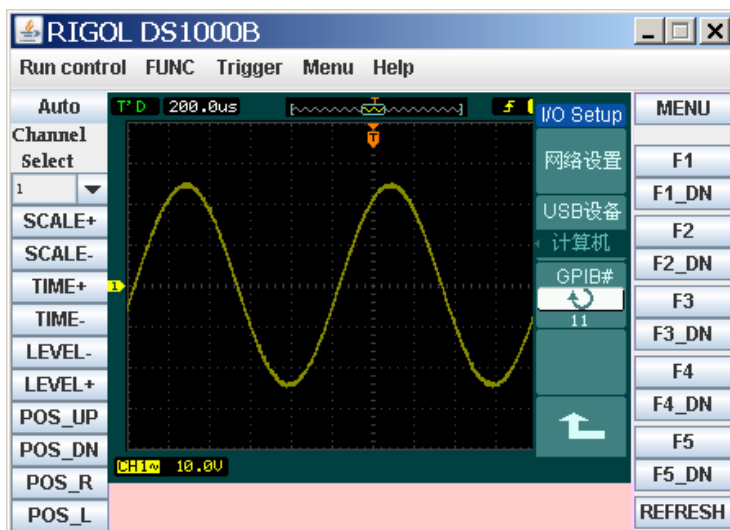 RIGOL DS1000B
Run control FUNC Trigger Menu Help
Auto
Channel
Select
1
SCALE+
SCALE-
TIME+
TIME-
LEVEL-
LEVEL+
POS_UP
POS_DN
POS_R
POS_L
T'D 200.0us
T
T
1
CH1~ 10.0V
I/O Setup
网络设置
USB设备
计算机
GPIB#
11
MENU
F1
F1_DN
F2
F2_DN
F3
F3_DN
F4
F4_DN
F5
F5_DN
REFRESH